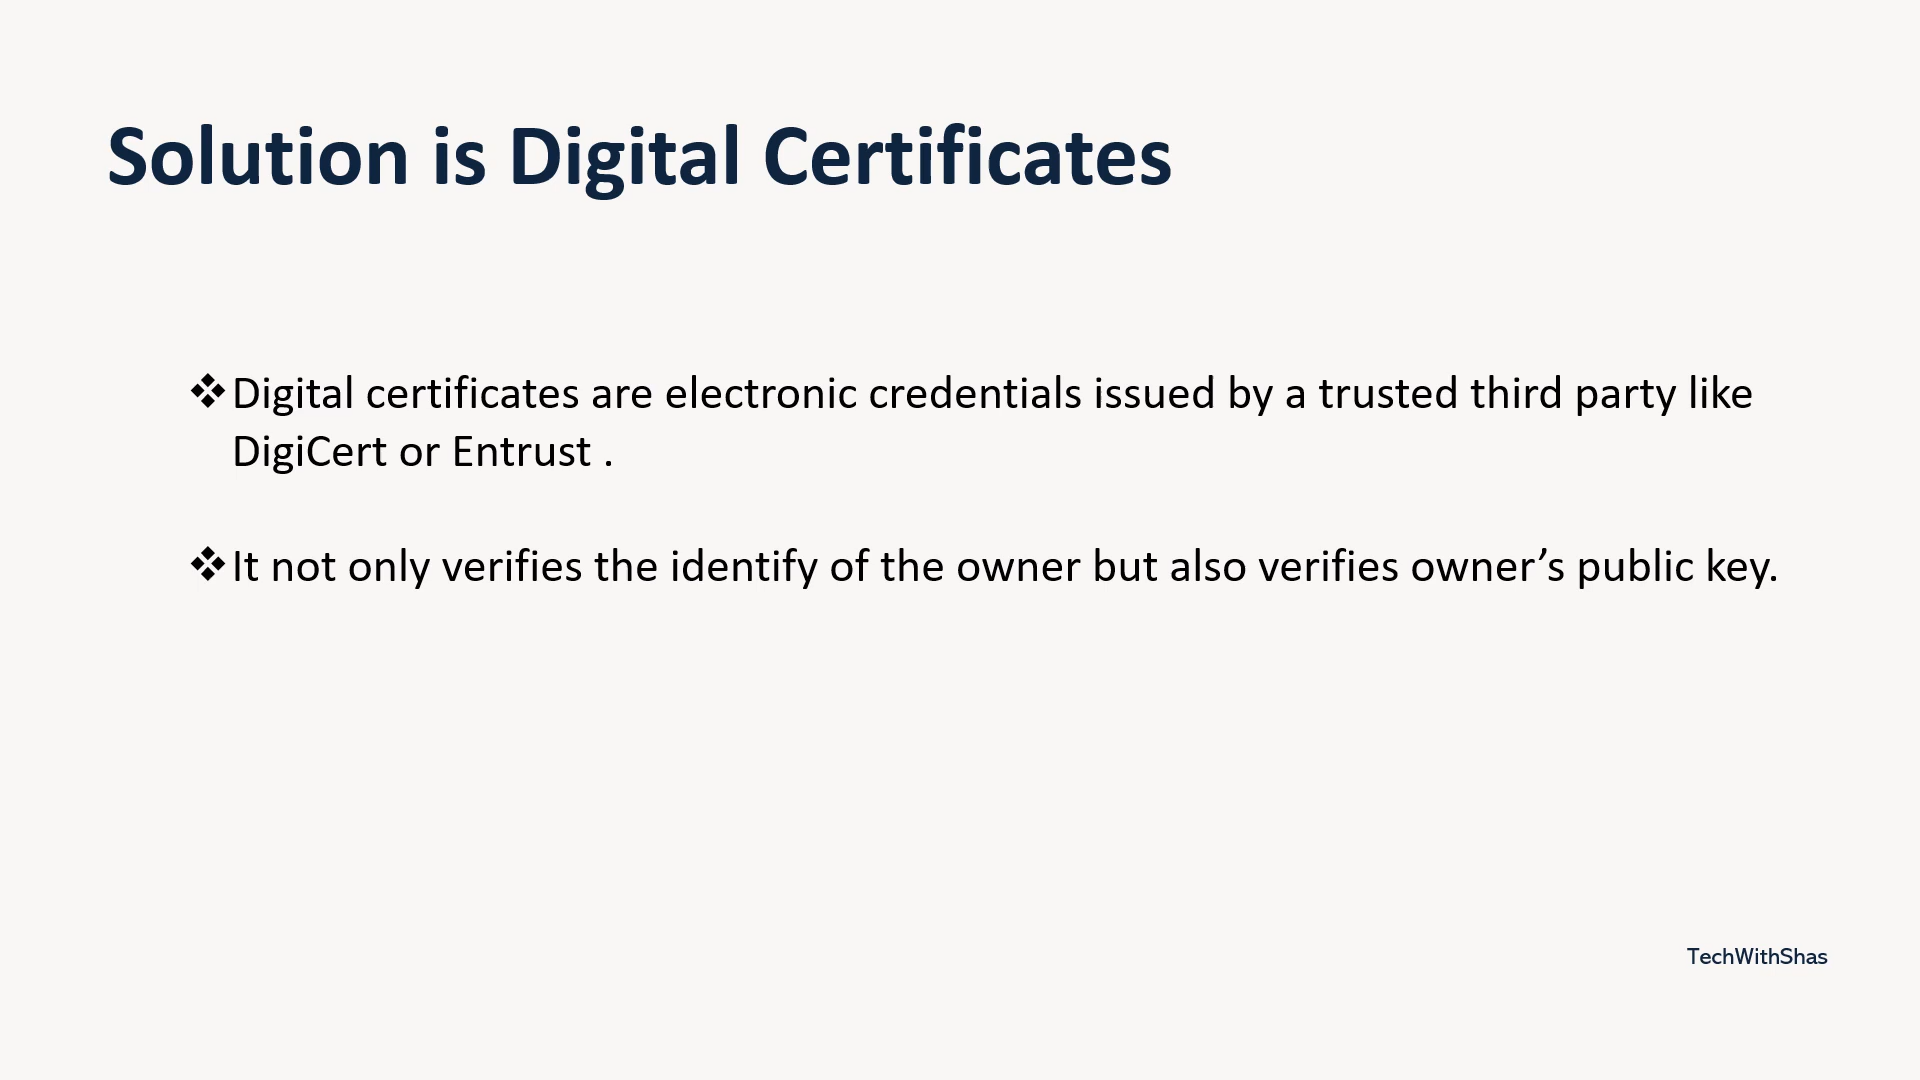 Solution is Digital Certificates
❖Digital certificates are electronic credentials issued by a trusted third party like
DigiCert or Entrust .
❖It not only verifies the identify of the owner but also verifies owner’s public key.
TechWithShas